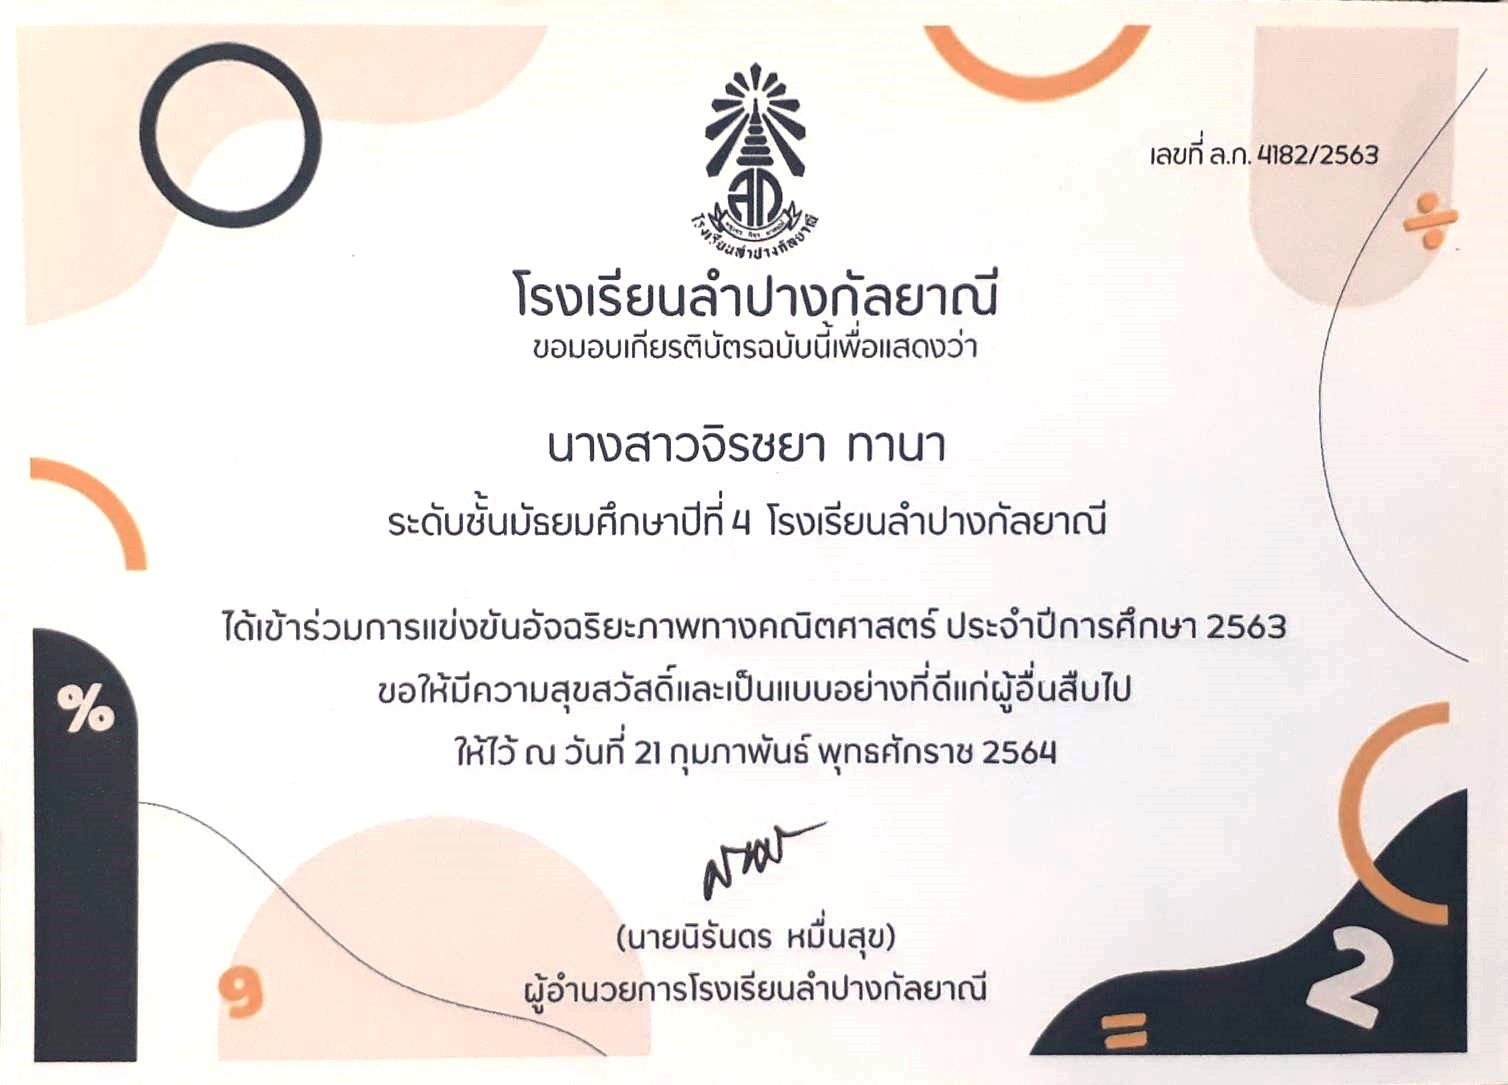 เลขที่ ล.ก. 4182/2563
ลก
โรงเรียนลำปางกัลยาณี
โรงเรียนลำปางกัลยาณี
ขอมอบเกียรติบัตรฉบับนี้เพื่อแสดงว่า
นางสาวจิรชยา ทานา
ระดับชั้นมัธยมศึกษาปีที่ 4 โรงเรียนลำปางกัลยาณี
ได้เข้าร่วมการแข่งขันอัจฉริยะภาพทางคณิตศาสตร์ ประจำปีการศึกษา 2563
ขอให้มีความสุขสวัสดิ์และเป็นแบบอย่างที่ดีแก่ผู้อื่นสืบไป
ให้ไว้ ณ วันที่ 21 กุมภาพันธ์ พุทธศักราช 2564
(นายนิรันดร หมื่นสุข)
ผู้อำนวยการโรงเรียนลำปางกัลยาณี
÷
%
9
=
2